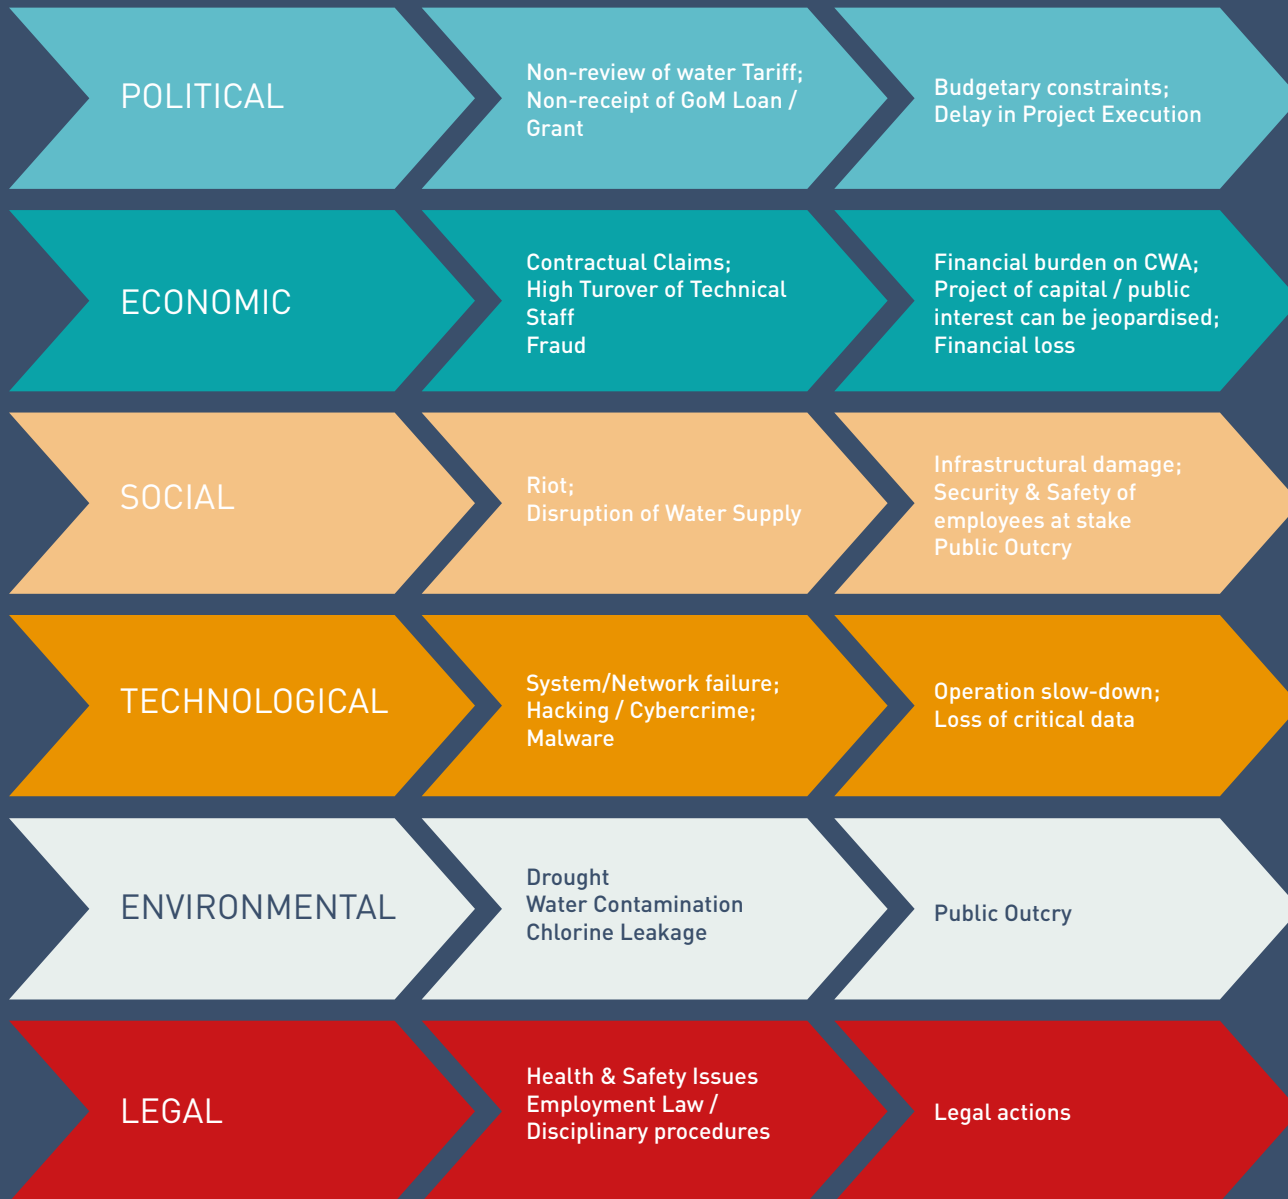 POLITICAL
Non-review of water Tariff;
Non-receipt of GoM Loan /
Grant
Budgetary constraints;
Delay in Project Execution
ECONOMIC
Contractual Claims;
High Turover of Technical
Staff
Fraud
Financial burden on CWA;
Project of capital / public
interest can be jeopardised;
Financial loss
SOCIAL
Riot;
Disruption of Water Supply
Infrastructural damage;
Security & Safety of
employees at stake
Public Outcry
TECHNOLOGICAL
System/Network failure;
Hacking / Cybercrime;
Malware
Operation slow-down;
Loss of critical data
ENVIRONMENTAL
Drought
Water Contamination
Chlorine Leakage
Public Outcry
LEGAL
Health & Safety Issues
Employment Law /
Disciplinary procedures
Legal actions